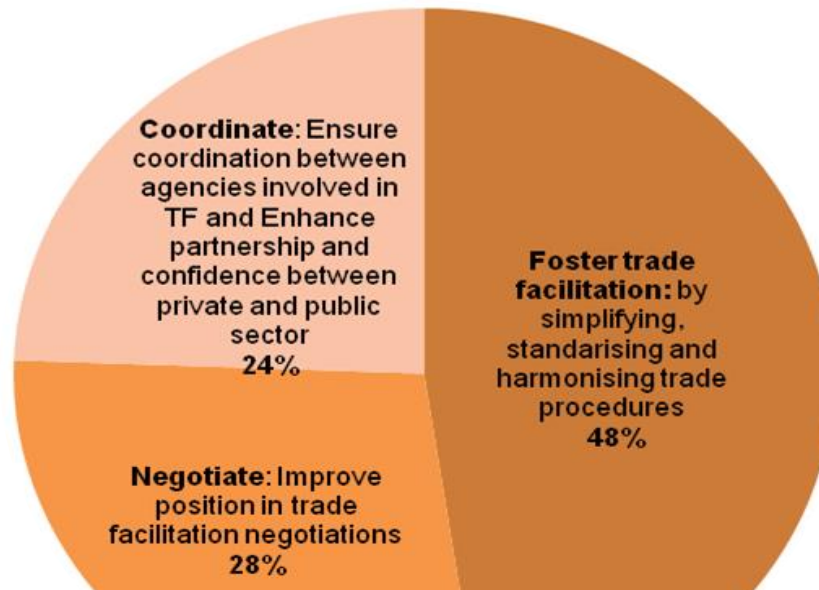 Coordinate: Ensure
coordination between
agencies involved in
TF and Enhance
partnership and
confidence between
private and public
sector
24%
Foster trade
facilitation: by
simplifying,
standarising and
harmonising trade
procedures
48%
Negotiate: Improve
position in trade
facilitation negotiations
28%